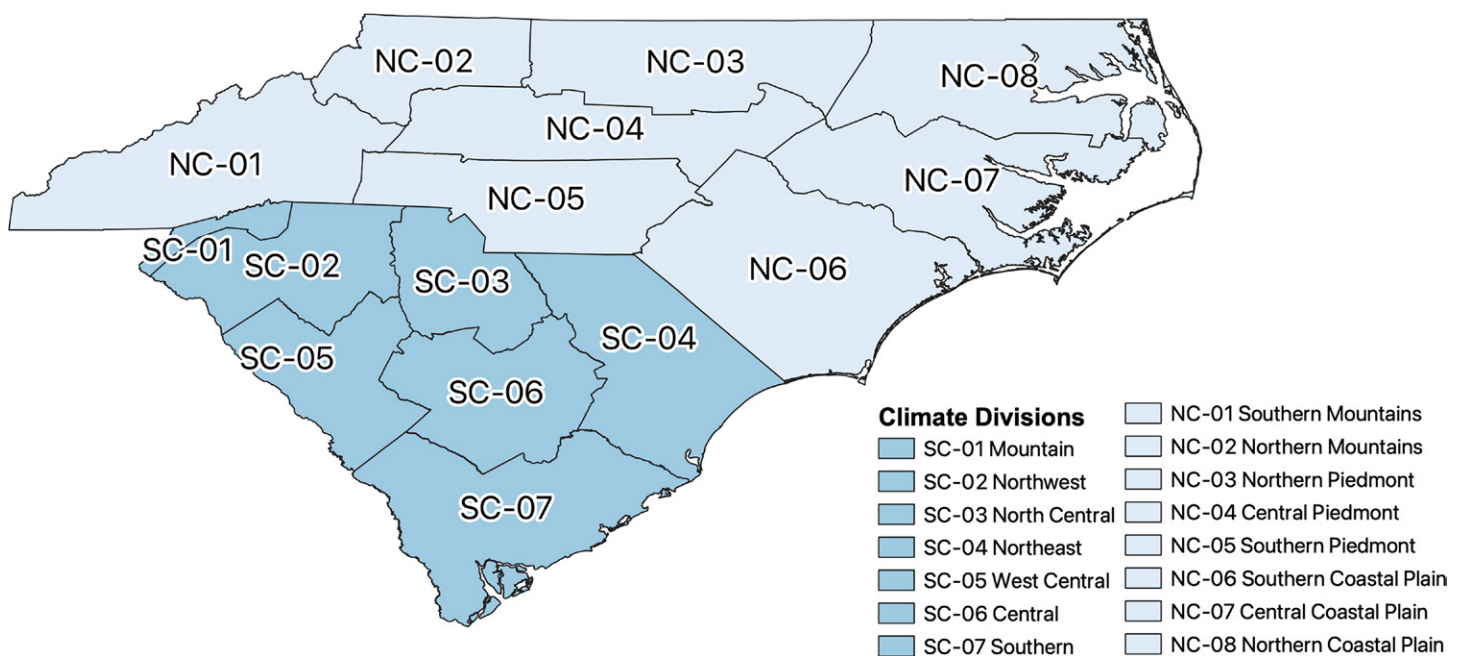 NC-02
NC-03
NC-08
NC-04
NC-01
NC-07
NC-05
SC-01
SC-02
NC-06
SC-03
SC-04
SC-05
SC-06
SC-07
Climate Divisions
SC-01 Mountain
SC-02 Northwest
SC-03 North Central
SC-04 Northeast
SC-05 West Central
SC-06 Central
SC-07 Southern
NC-01 Southern Mountains
NC-02 Northern Mountains
NC-03 Northern Piedmont
NC-04 Central Piedmont
NC-05 Southern Piedmont
NC-06 Southern Coastal Plain
NC-07 Central Coastal Plain
NC-08 Northern Coastal Plain